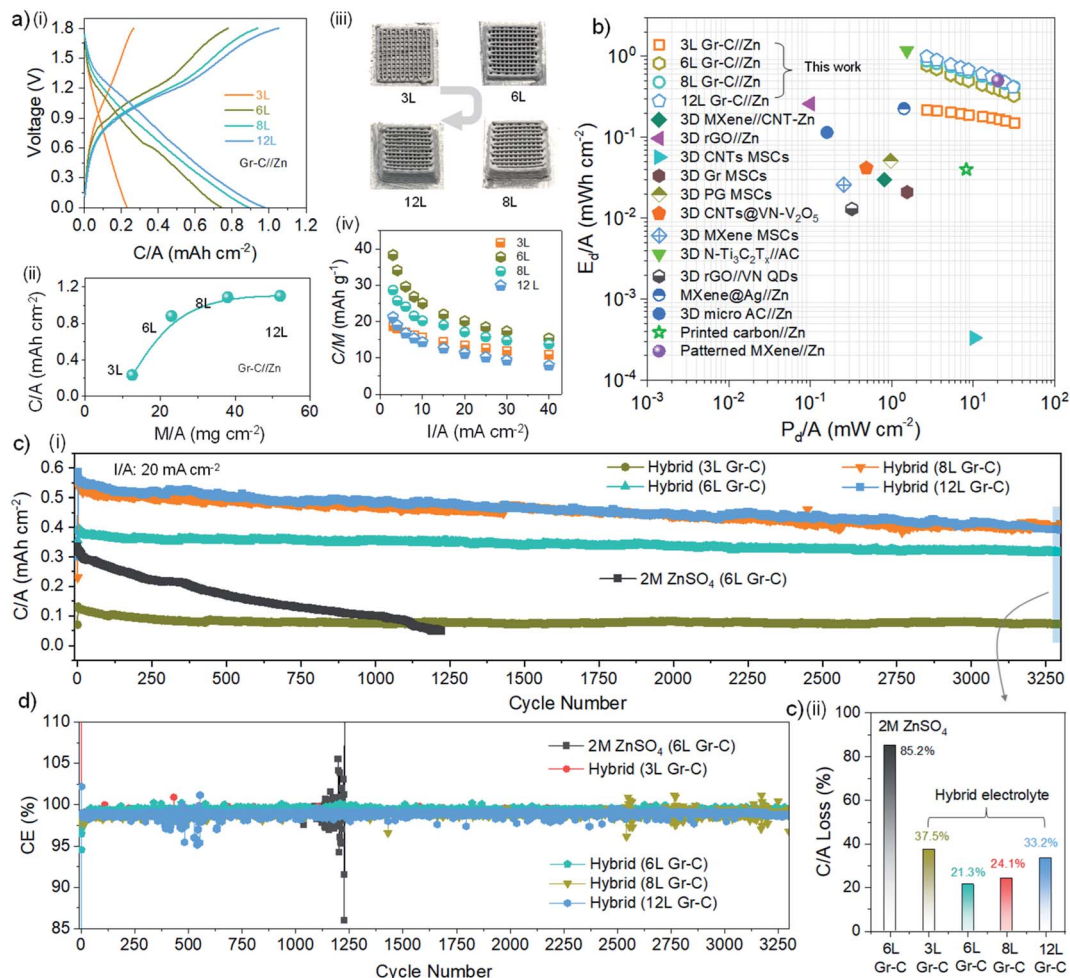 a)
(i)
Voltage (V)
1.8
1.5
1.2
0.9
0.6
0.3
0.0
3L
6L
8L
12L
Gr-C//Zn
0.0 0.2 0.4 0.6 0.8 1.0
C/A (mAh cm⁻²)
(ii)
C/A (mAh cm⁻²)
1.2
0.6
0.0
3L
6L
8L
12L
Gr-C//Zn
0 20 40 60
M/A (mg cm⁻²)
(iii)
3L
6L
12L
8L
(iv)
C/M (mAh g⁻¹)
60
50
40
30
20
10
0
3L
6L
8L
12 L
0 10 20 30 40
I/A (mA cm⁻²)
b)
E_d/A (mWh cm⁻²)
10⁰
10⁻¹
10⁻²
10⁻³
10⁻⁴
3L Gr-C//Zn
6L Gr-C//Zn
8L Gr-C//Zn
12L Gr-C//Zn
This work
3D MXene//CNT-Zn
3D rGO//Zn
3D CNTs MSCs
3D Gr MSCs
3D PG MSCs
3D CNTs@VN-V₂O₅
3D MXene MSCs
3D N-Ti₃C₂Tₓ//AC
3D rGO//VN QDs
MXene@Ag//Zn
3D micro AC//Zn
Printed carbon//Zn
Patterned MXene//Zn
10⁻³ 10⁻² 10⁻¹ 10⁰ 10¹ 10²
P_d/A (mW cm⁻²)
c)
(i)
C/A (mAh cm⁻²)
0.6
0.5
0.4
0.3
0.2
0.1
0.0
I/A: 20 mA cm⁻²
Hybrid (3L Gr-C)
Hybrid (8L Gr-C)
Hybrid (6L Gr-C)
Hybrid (12L Gr-C)
2M ZnSO₄ (6L Gr-C)
0 250 500 750 1000 1250 1500 1750 2000 2250 2500 2750 3000 3250
Cycle Number
d)
CE (%)
110
105
100
95
90
85
2M ZnSO₄ (6L Gr-C)
Hybrid (3L Gr-C)
Hybrid (6L Gr-C)
Hybrid (8L Gr-C)
Hybrid (12L Gr-C)
0 250 500 750 1000 1250 1500 1750 2000 2250 2500 2750 3000 3250
Cycle Number
c)
(ii)
C/A Loss (%)
100
80
60
40
20
0
2M ZnSO₄
85.2%
Hybrid electrolyte
37.5%
21.3%
24.1%
33.2%
6L 3L 6L 8L 12L
Gr-C Gr-C Gr-C Gr-C Gr-C